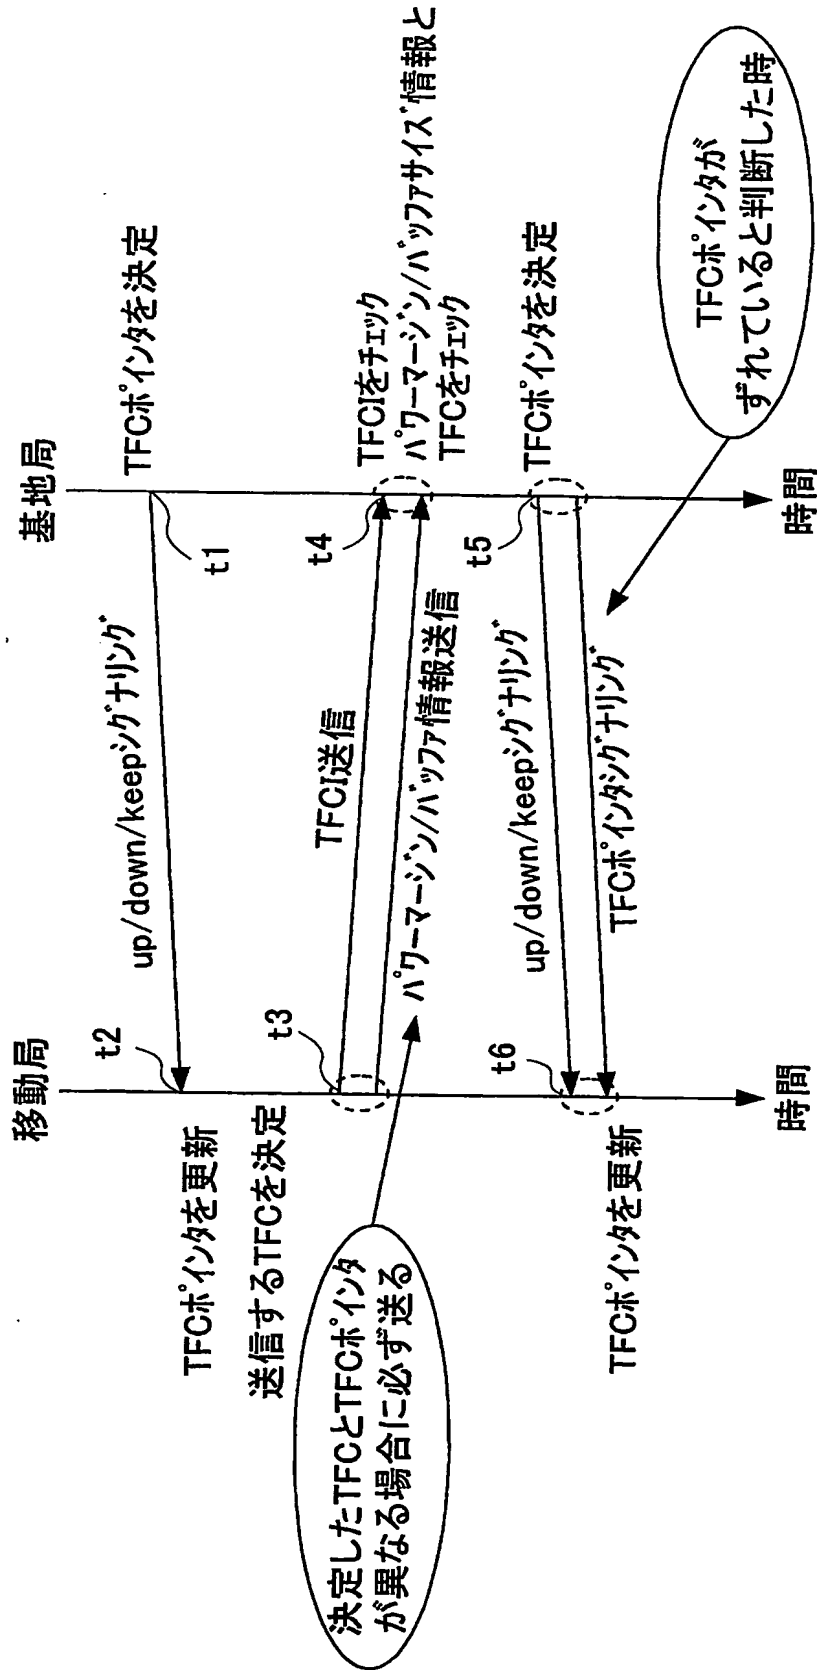 移動局
基地局
TFCポインタを決定
t1
up/down/keepシグナリング
t2
TFCポインタを更新
送信するTFCを決定
t3
TFCI送信
パワーマージン/バッファ情報送信
決定したTFCとTFCポインタ
が異なる場合に必ず送る
t4
TFCIをチェック
パワーマージン/バッファサイズ情報と
TFCをチェック
t5
TFCポインタを決定
up/down/keepシグナリング
TFCポインタシグナリング
t6
TFCポインタを更新
TFCポインタが
ずれていると判断した時
時間
時間